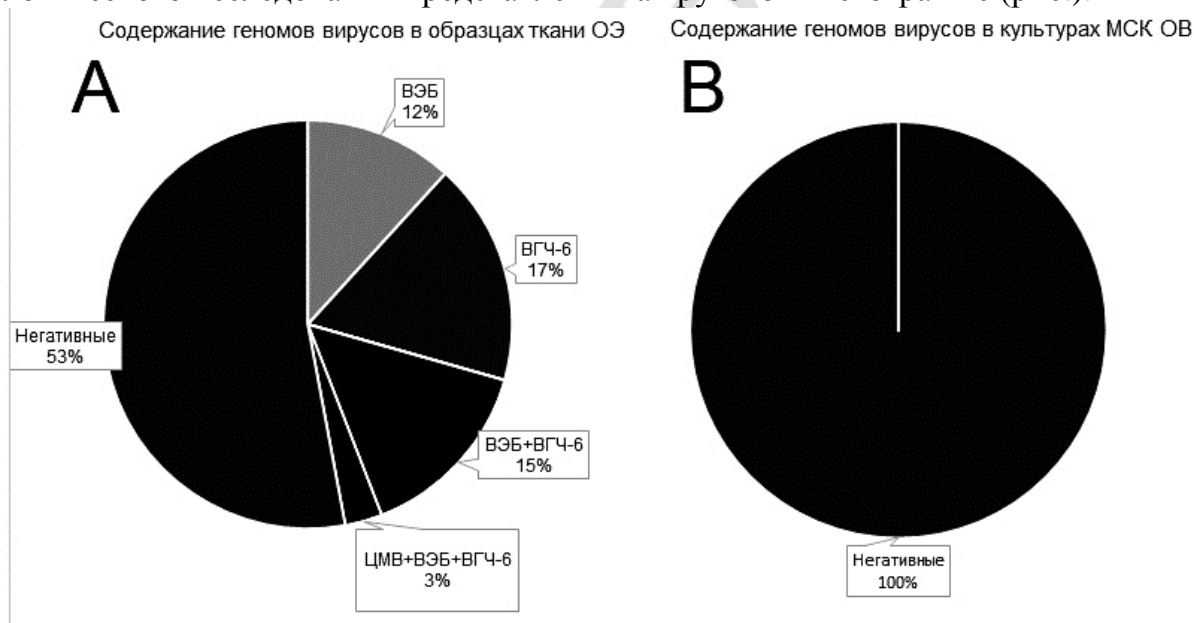 Содержание геномов вирусов в образцах ткани ОЭ
Содержание геномов вирусов в культурах МСК ОВ
A
B
ВЭБ
12%
ВГЧ-6
17%
Негативные
53%
ВЭБ+ВГЧ-6
15%
ЦМВ+ВЭБ+ВГЧ-6
3%
Негативные
100%